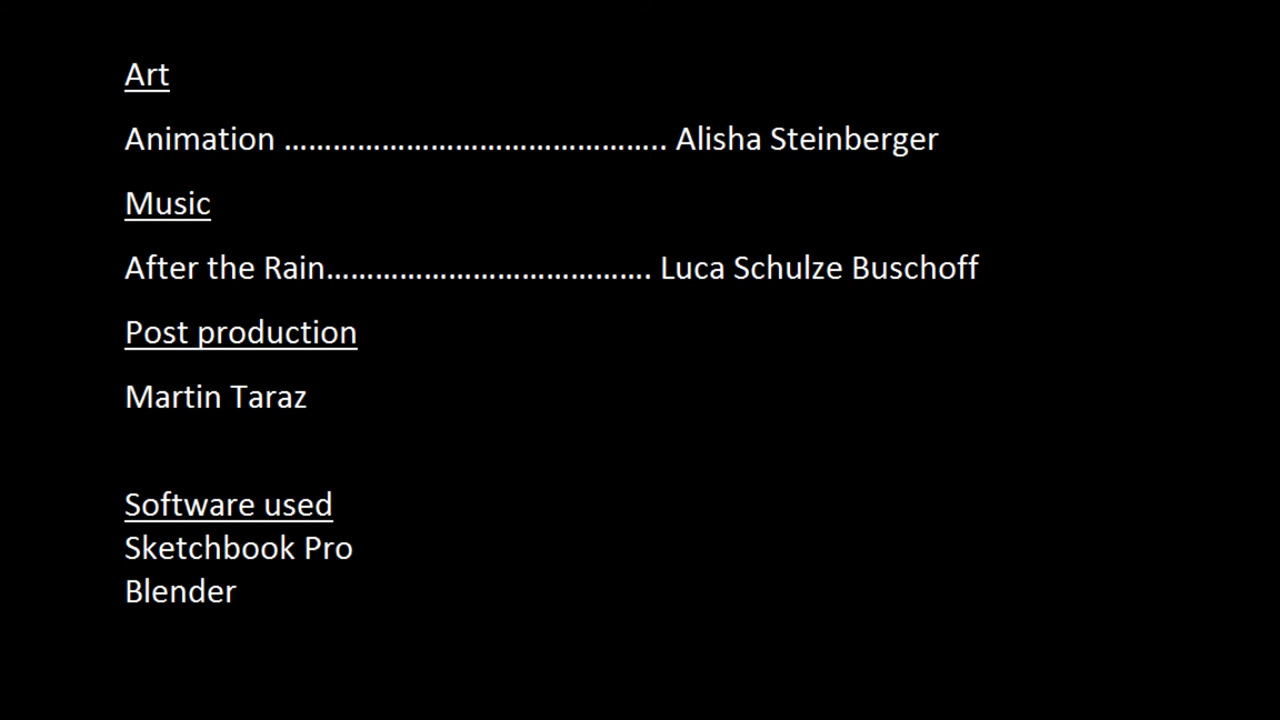 Art
Animation ………………………………………….. Alisha Steinberger
Music
After the Rain…………………………………. Luca Schulze Buschoff
Post production
Martin Taraz
Software used
Sketchbook Pro
Blender